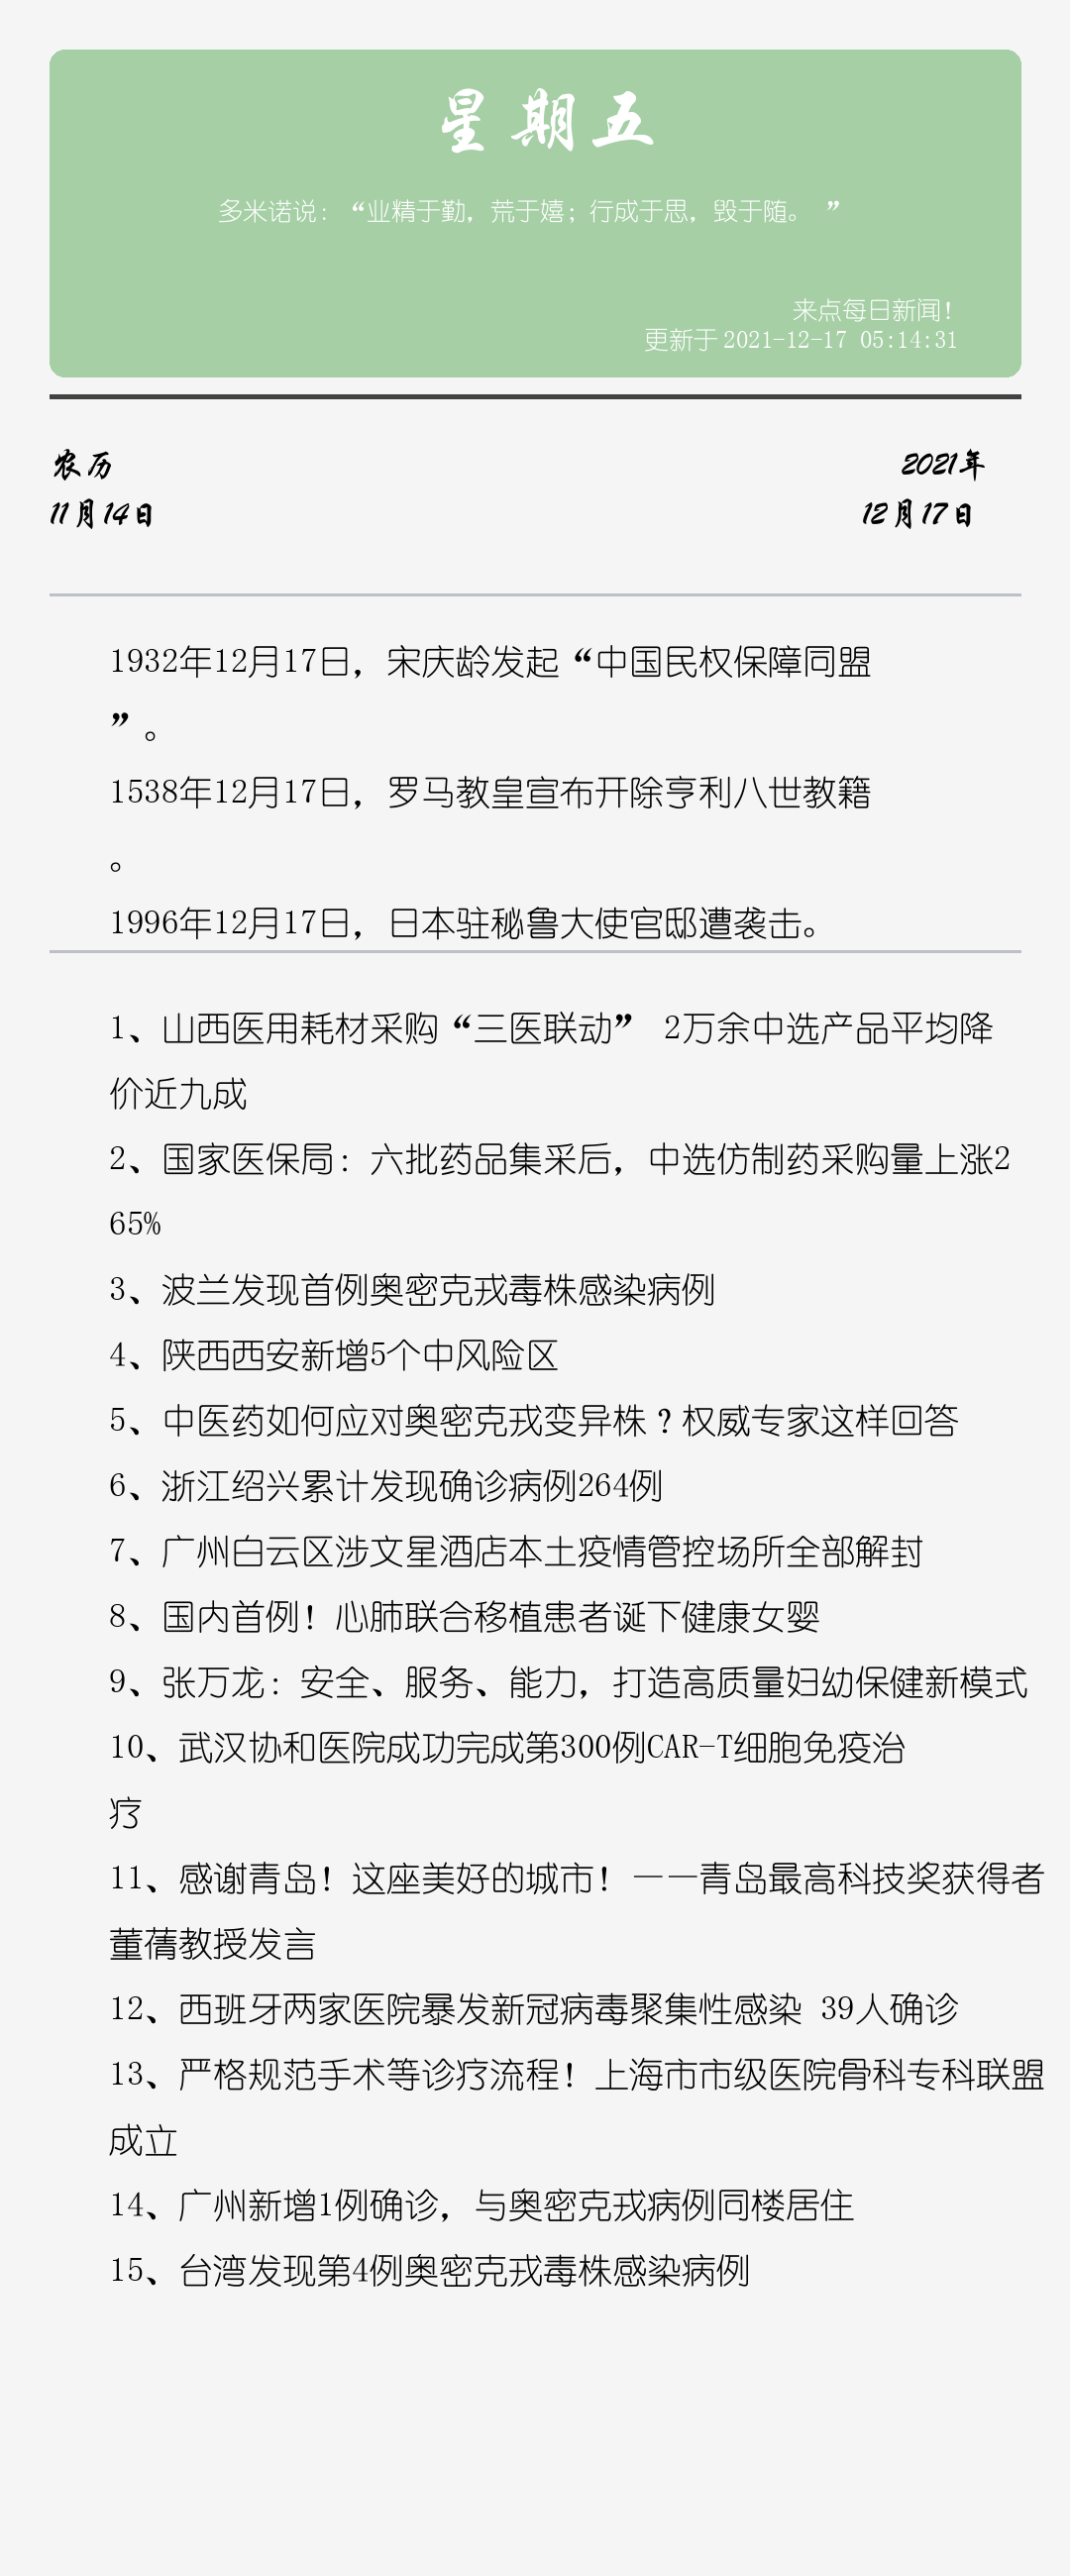 星期五
多米诺说：“业精于勤，荒于嬉；行成于思，毁于随。 ”
来点每日新闻！
更新于 2021-12-17 05:14:31
农历
2021年
11月14日
12月17日
1932年12月17日，宋庆龄发起“中国民权保障同盟
”。
1538年12月17日，罗马教皇宣布开除亨利八世教籍
。
1996年12月17日，日本驻秘鲁大使官邸遭袭击。
1、山西医用耗材采购“三医联动” 2万余中选产品平均降
价近九成
2、国家医保局：六批药品集采后，中选仿制药采购量上涨2
65%
3、波兰发现首例奥密克戎毒株感染病例
4、陕西西安新增5个中风险区
5、中医药如何应对奥密克戎变异株？权威专家这样回答
6、浙江绍兴累计发现确诊病例264例
7、广州白云区涉文星酒店本土疫情管控场所全部解封
8、国内首例！心肺联合移植患者诞下健康女婴
9、张万龙：安全、服务、能力，打造高质量妇幼保健新模式
10、武汉协和医院成功完成第300例CAR-T细胞免疫治
疗
11、感谢青岛！这座美好的城市！——青岛最高科技奖获得者
董蒨教授发言
12、西班牙两家医院暴发新冠病毒聚集性感染 39人确诊
13、严格规范手术等诊疗流程！上海市市级医院骨科专科联盟
成立
14、广州新增1例确诊，与奥密克戎病例同楼居住
15、台湾发现第4例奥密克戎毒株感染病例